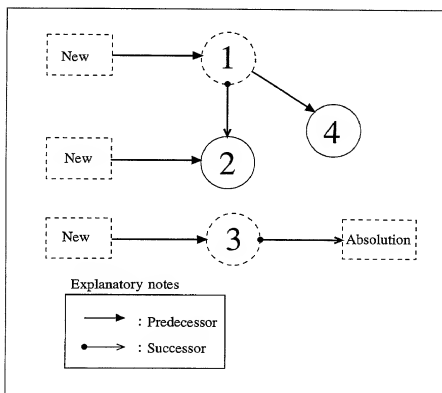 New
1
4
New
2
New
3
Absolution
Explanatory notes
: Predecessor
: Successor